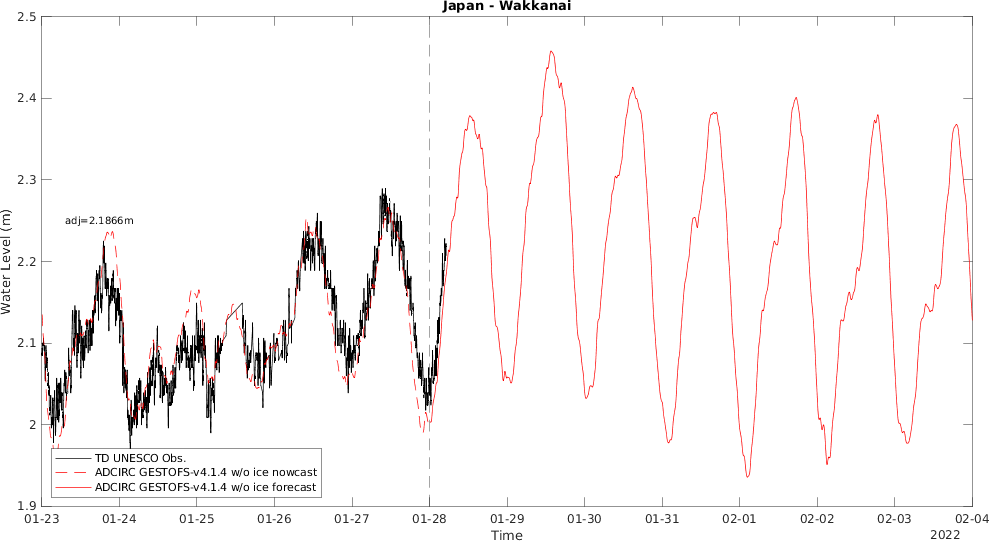 Japan - Wakkanai
2.5
2.4
2.3
2.2
2.1
2
1.9
Water Level (m)
adj=2.1866m
TD UNESCO Obs.
ADCIRC GESTOFS-v4.1.4 w/o ice nowcast
ADCIRC GESTOFS-v4.1.4 w/o ice forecast
01-23 01-24 01-25 01-26 01-27 01-28 01-29 01-30 01-31 02-01 02-02 02-03 02-04
Time
2022